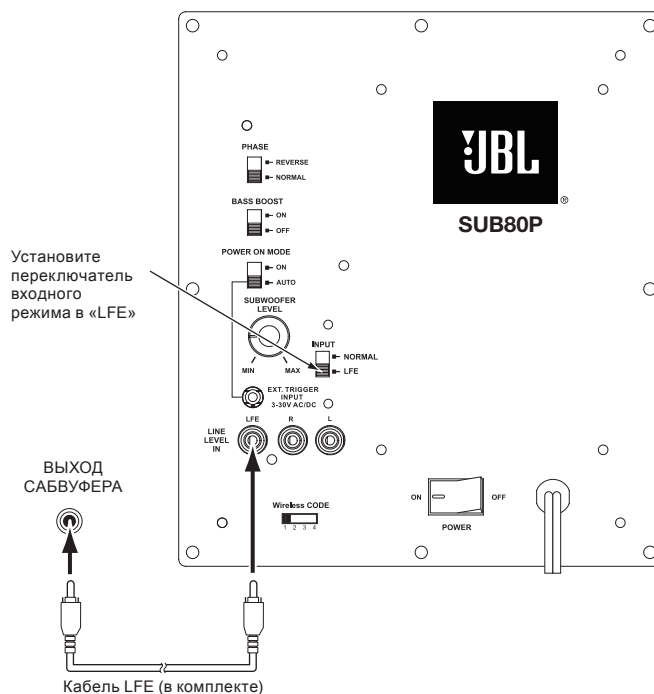 PHASE
REVERSE
NORMAL
BASS BOOST
ON
OFF
POWER ON MODE
ON
AUTO
SUBWOOFER
LEVEL
MIN
MAX
INPUT
NORMAL
LFE
EXT. TRIGGER
INPUT
3-30V AC/DC
LINE
LEVEL
IN
LFE
R
L
Wireless CODE
1 2 3 4
JBL
®
SUB80P
ON
OFF
POWER
Установите
переключатель
входного
режима в «LFE»
ВЫХОД
САБВУФЕРА
Кабель LFE (в комплекте)